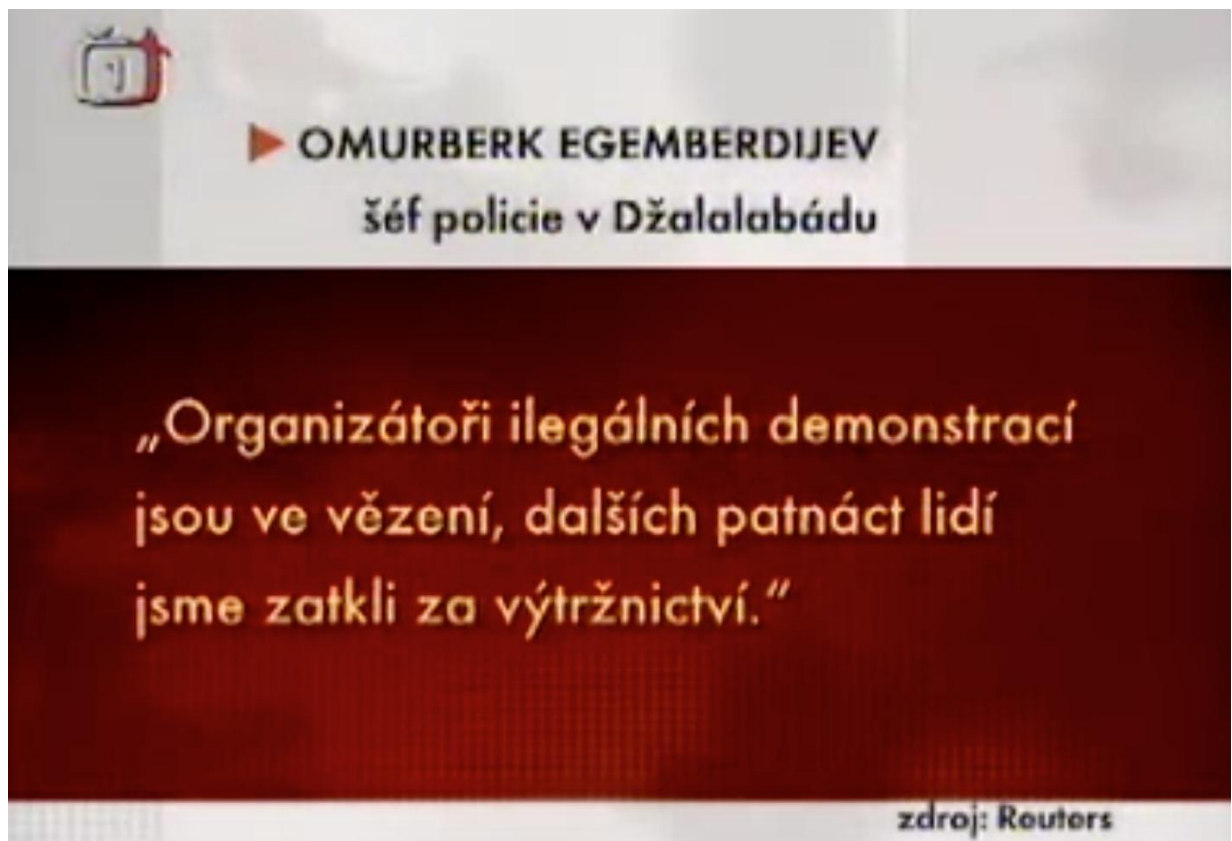 OMURBERK EGEMBERDIJEV
šéf policie v Džalalabádu
„Organizátoři ilegálních demonstrací
jsou ve vězení, dalších patnáct lidí
jsme zatkli za výtržnictví.“
zdroj: Reuters